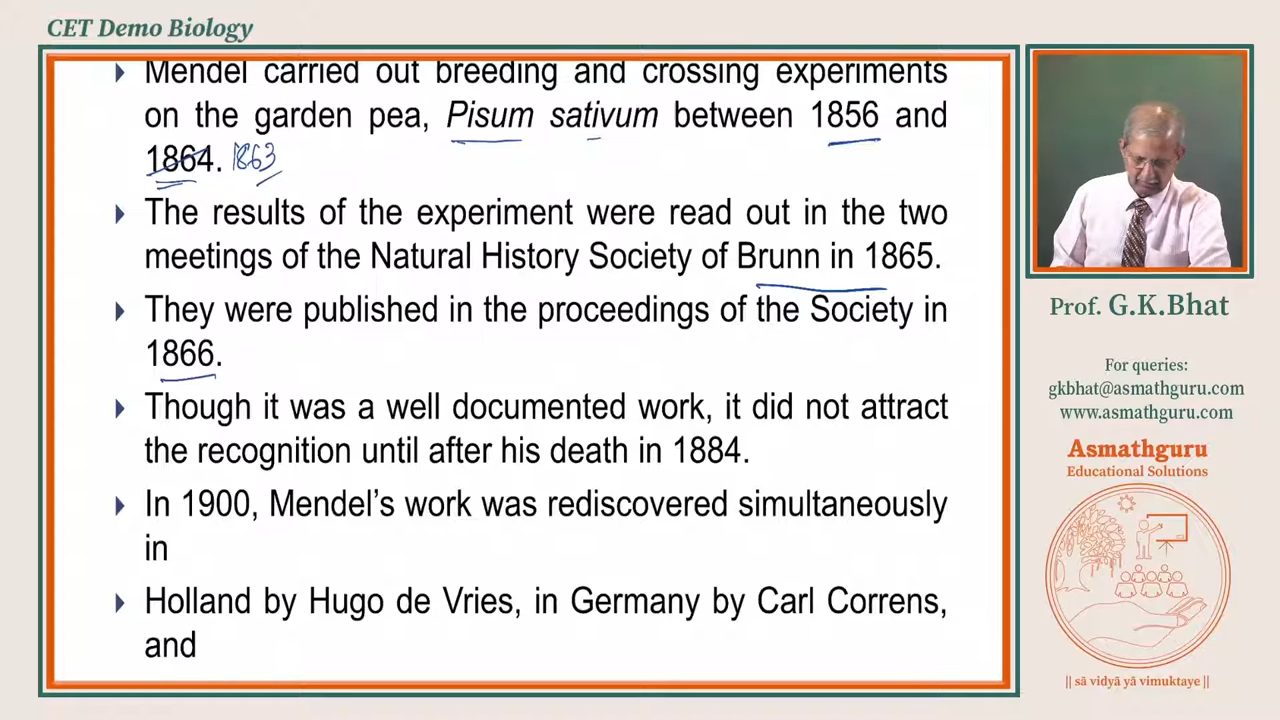 CET Demo Biology
Mendel carried out breeding and crossing experiments
on the garden pea, Pisum sativum between 1856 and
1864. 1863
The results of the experiment were read out in the two
meetings of the Natural History Society of Brunn in 1865.
They were published in the proceedings of the Society in
1866.
Though it was a well documented work, it did not attract
the recognition until after his death in 1884.
In 1900, Mendel’s work was rediscovered simultaneously
in
Holland by Hugo de Vries, in Germany by Carl Correns,
and
Prof. G.K.Bhat
For queries:
gkbhat@asmathguru.com
www.asmathguru.com
Asmathguru
Educational Solutions
|| sā vidyā yā vimuktaye ||